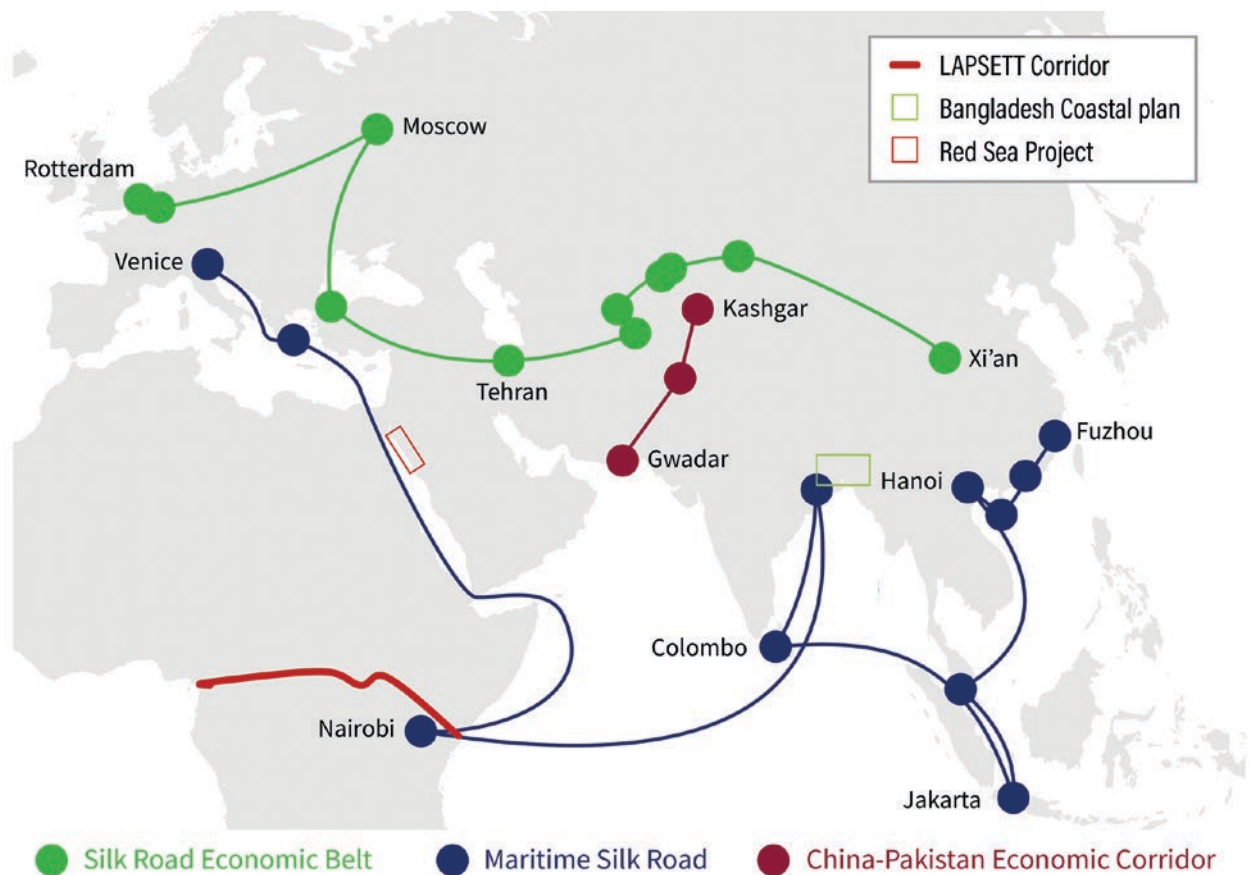 LAPSETT Corridor
Bangladesh Coastal plan
Red Sea Project
Moscow
Rotterdam
Venice
Kashgar
Xi'an
Tehran
Fuzhou
Gwadar
Hanoi
Colombo
Nairobi
Jakarta
Silk Road Economic Belt
Maritime Silk Road
China-Pakistan Economic Corridor